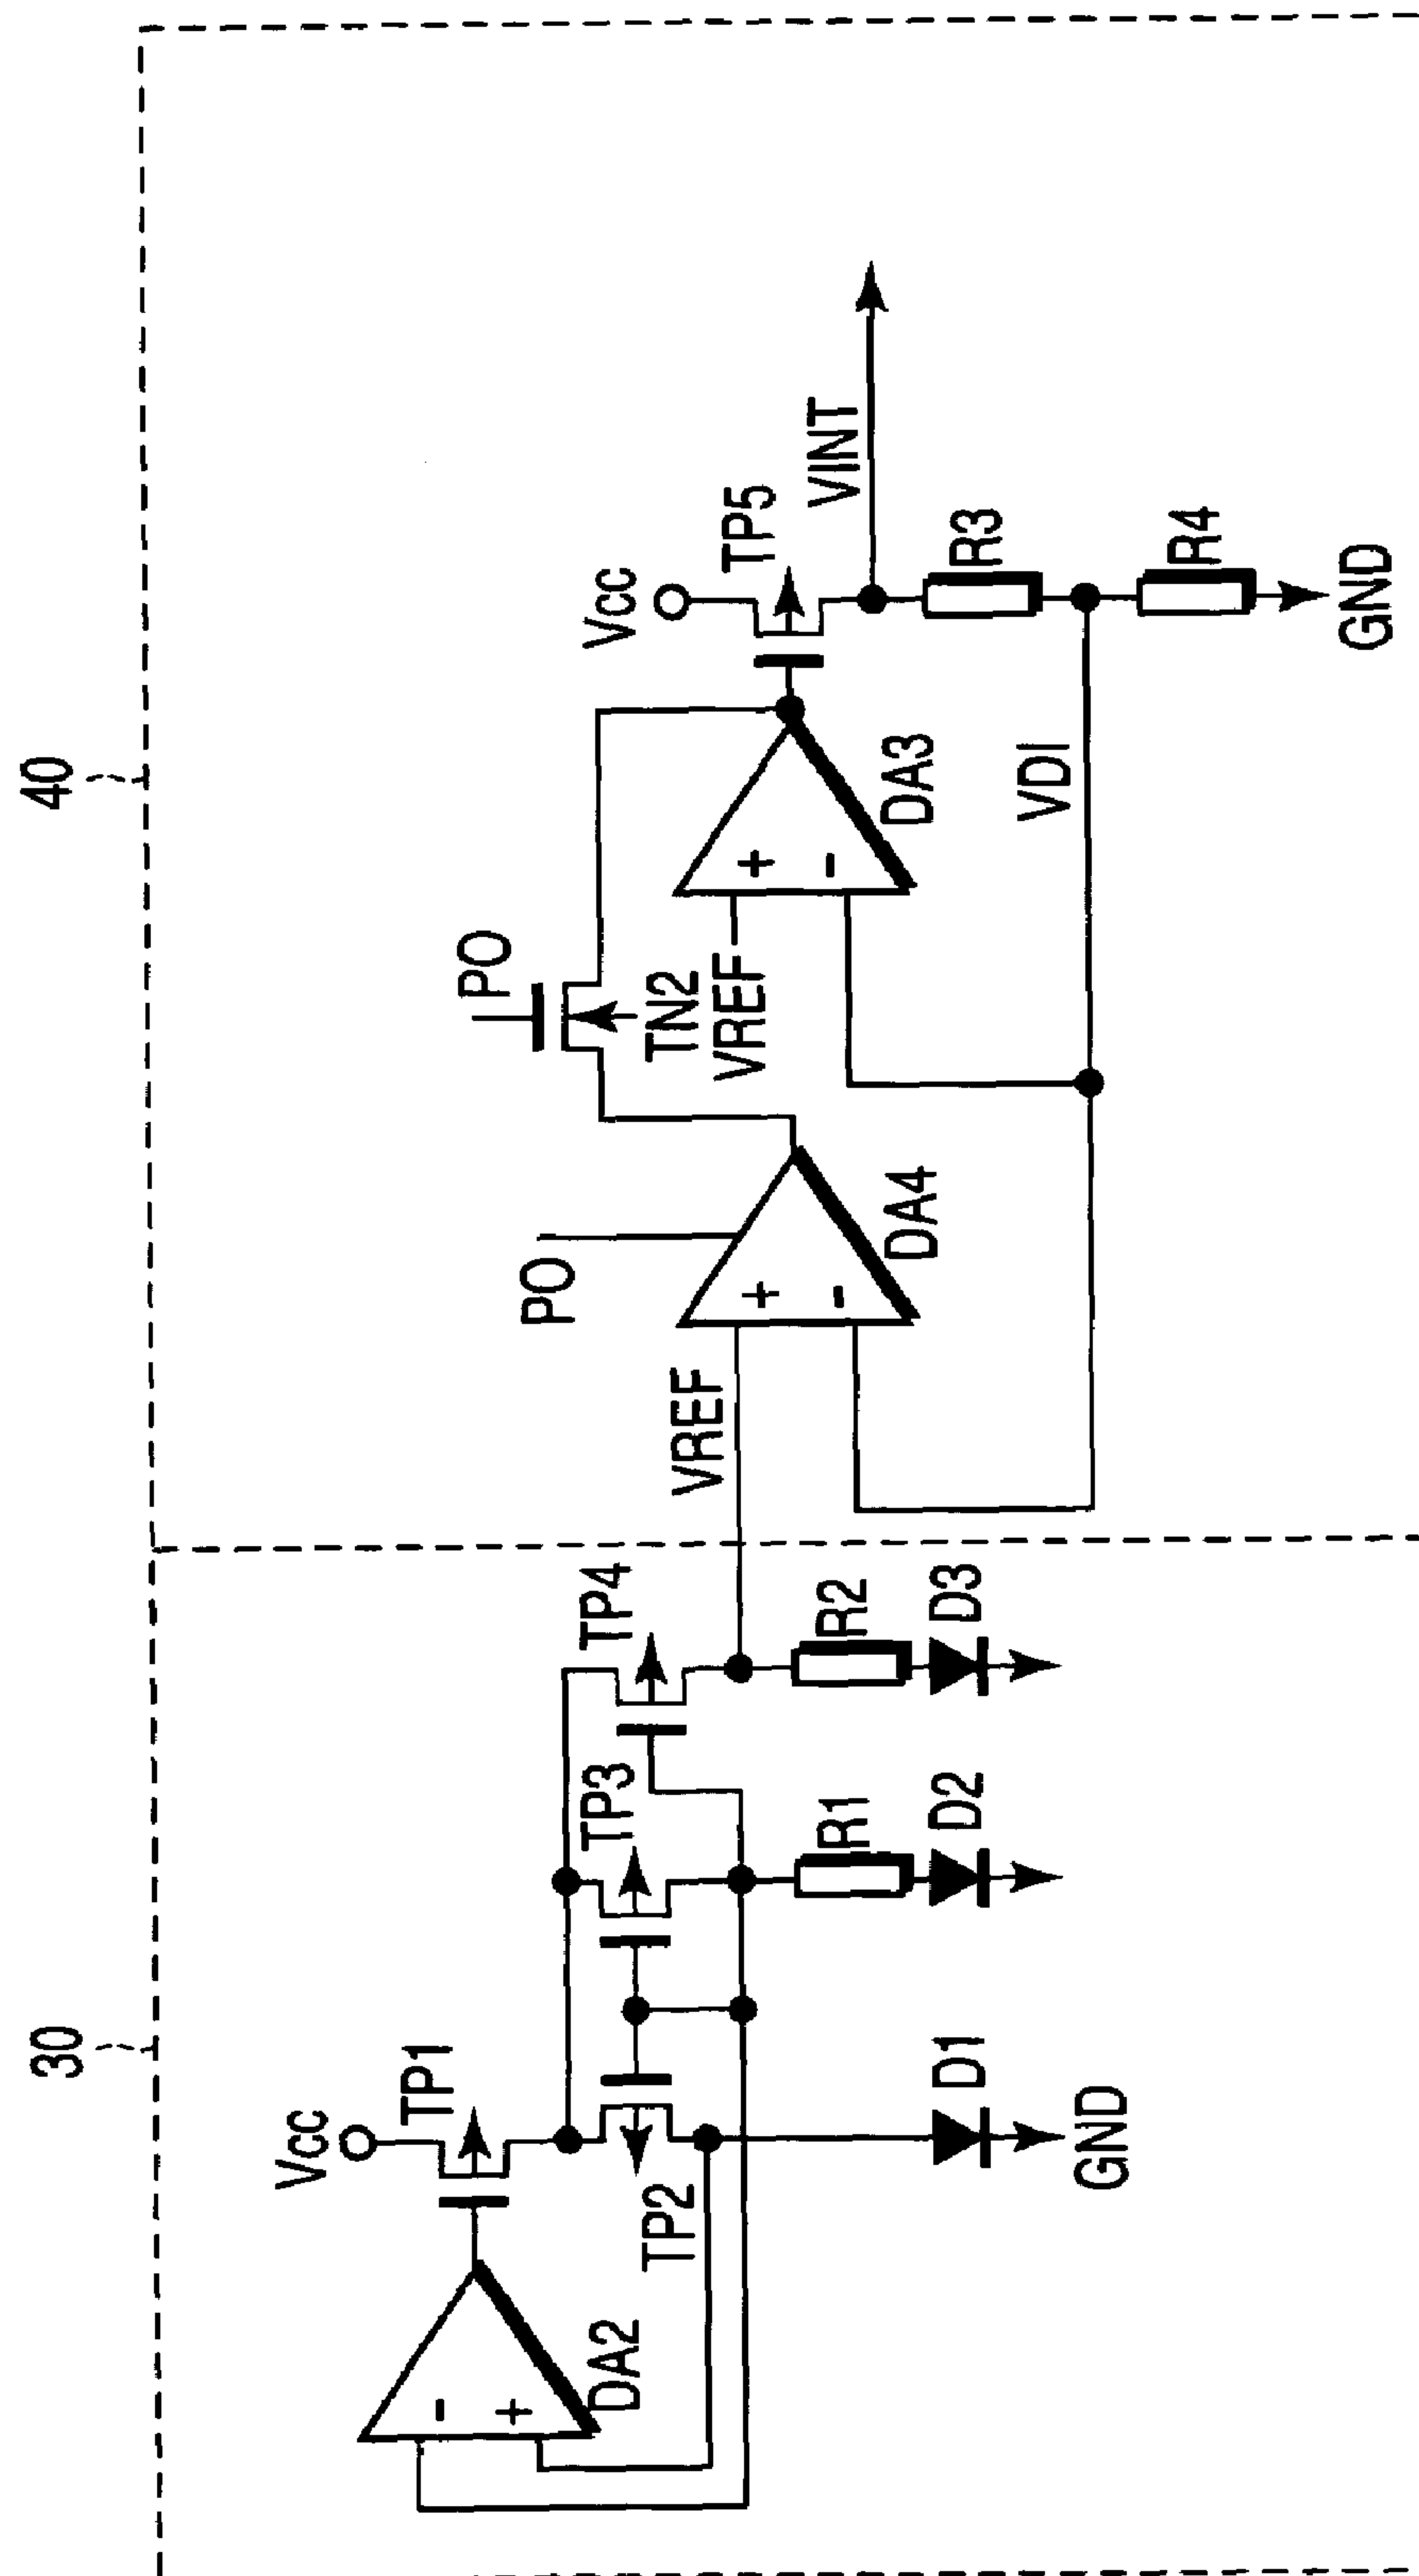 30
40
Vcc
TP1
DA2
-
+
TP2
TP3
TP4
D1
GND
R1
D2
R2
D3
VREF
PO
DA4
+
-
PO
TN2
VREF
DA3
+
-
Vcc
TP5
VINT
R3
VDI
R4
GND